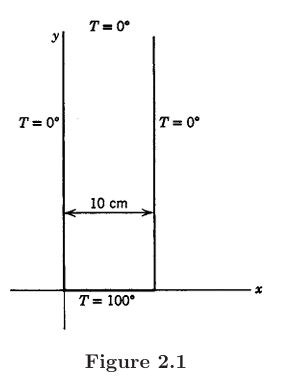 y
T = 0°
T = 0°
T = 0°
10 cm
x
T = 100°
Figure 2.1